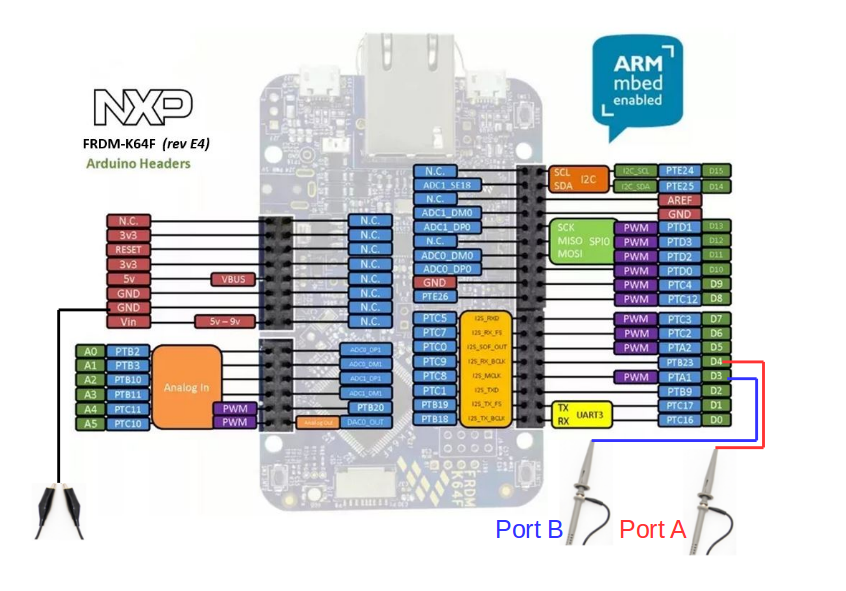 NXP
FRDM-K64F (rev E4)
Arduino Headers
ARM
mbed
enabled
N.C.
3v3
RESET
3v3
5v VBUS
GND
GND
Vin 5v – 9v
N.C.
N.C.
N.C.
N.C.
N.C.
N.C.
N.C.
N.C.
A0 PTB2
A1 PTB3
A2 PTB10
A3 PTB11
A4 PTC11 PWM
A5 PTC10 PWM
Analog In
ADC0_DP1
ADC0_DM1
ADC1_DP1
ADC1_DM1
PTB20
Analog Out DAC0_OUT
N.C.
ADC1_SE18
N.C.
ADC1_DM0
ADC1_DP0
N.C.
ADC0_DM0
ADC0_DP0
GND
PTE26
SCL
SDA I2C
I2C_SCL PTE24 D15
I2C_SDA PTE25 D14
AREF
GND
SCK
MISO SPI0
MOSI
PWM PTD1 D13
PWM PTD3 D12
PWM PTD2 D11
PWM PTD0 D10
PWM PTC4 D9
PWM PTC12 D8
PTC5 I2S_RXD
PTC7 I2S_RX_FS
PTC0 I2S_SOF_OUT
PTC9 I2S_RX_BCLK
PTC8 I2S_MCLK
PTC1 I2S_TXD
PTB19 I2S_TX_FS
PTB18 I2S_TX_BCLK
PWM PTC3 D7
PWM PTC2 D6
PWM PTA2 D5
PTB23 D4
PWM PTA1 D3
PTB9 D2
TX PTC17 D1
RX UART3 PTC16 D0
FRDM
K64F
Port B
Port A